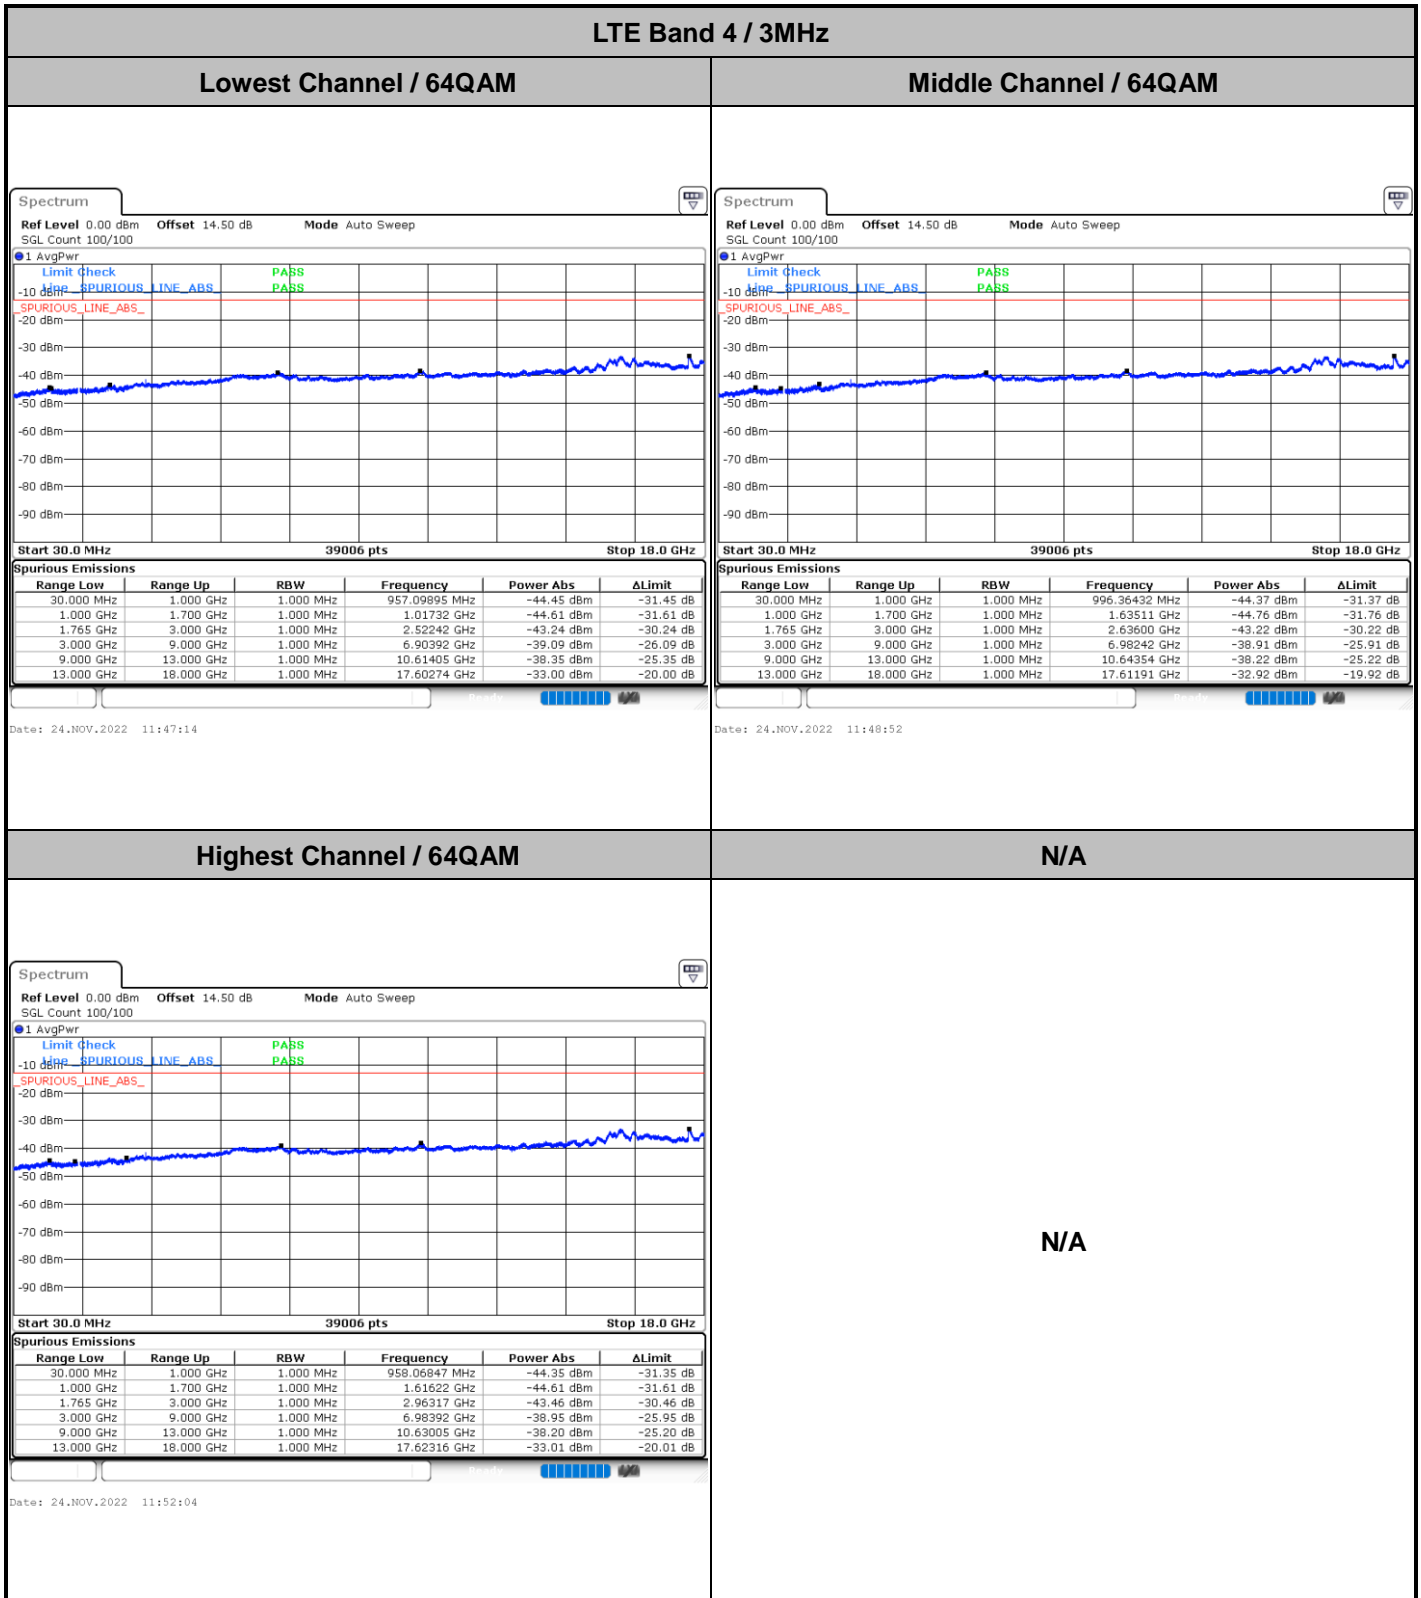 LTE Band 4 / 3MHz
Lowest Channel / 64QAM
Middle Channel / 64QAM
Spectrum
Ref Level 0.00 dBm Offset 14.50 dB Mode Auto Sweep
SGL Count 100/100
1 AvgPwr
Limit Check PASS
Line _SPURIOUS_LINE_ABS_ PASS
-10 dBm
_SPURIOUS_LINE_ABS_
-20 dBm
-30 dBm
-40 dBm
-50 dBm
-60 dBm
-70 dBm
-80 dBm
-90 dBm
Start 30.0 MHz 39006 pts Stop 18.0 GHz
Spurious Emissions
Range Low Range Up RBW Frequency Power Abs ΔLimit
30.000 MHz 1.000 GHz 1.000 MHz 957.09895 MHz -44.45 dBm -31.45 dB
1.000 GHz 1.700 GHz 1.000 MHz 1.01732 GHz -44.61 dBm -31.61 dB
1.765 GHz 3.000 GHz 1.000 MHz 2.52242 GHz -43.24 dBm -30.24 dB
3.000 GHz 9.000 GHz 1.000 MHz 6.90392 GHz -39.09 dBm -26.09 dB
9.000 GHz 13.000 GHz 1.000 MHz 10.61405 GHz -38.35 dBm -25.35 dB
13.000 GHz 18.000 GHz 1.000 MHz 17.60274 GHz -33.00 dBm -20.00 dB
Ready
Date: 24.NOV.2022 11:47:14
Spectrum
Ref Level 0.00 dBm Offset 14.50 dB Mode Auto Sweep
SGL Count 100/100
1 AvgPwr
Limit Check PASS
Line _SPURIOUS_LINE_ABS_ PASS
-10 dBm
_SPURIOUS_LINE_ABS_
-20 dBm
-30 dBm
-40 dBm
-50 dBm
-60 dBm
-70 dBm
-80 dBm
-90 dBm
Start 30.0 MHz 39006 pts Stop 18.0 GHz
Spurious Emissions
Range Low Range Up RBW Frequency Power Abs ΔLimit
30.000 MHz 1.000 GHz 1.000 MHz 996.36432 MHz -44.37 dBm -31.37 dB
1.000 GHz 1.700 GHz 1.000 MHz 1.63511 GHz -44.76 dBm -31.76 dB
1.765 GHz 3.000 GHz 1.000 MHz 2.63600 GHz -43.22 dBm -30.22 dB
3.000 GHz 9.000 GHz 1.000 MHz 6.98242 GHz -38.91 dBm -25.91 dB
9.000 GHz 13.000 GHz 1.000 MHz 10.64354 GHz -38.22 dBm -25.22 dB
13.000 GHz 18.000 GHz 1.000 MHz 17.61191 GHz -32.92 dBm -19.92 dB
Ready
Date: 24.NOV.2022 11:48:52
Highest Channel / 64QAM
N/A
Spectrum
Ref Level 0.00 dBm Offset 14.50 dB Mode Auto Sweep
SGL Count 100/100
1 AvgPwr
Limit Check PASS
Line _SPURIOUS_LINE_ABS_ PASS
-10 dBm
_SPURIOUS_LINE_ABS_
-20 dBm
-30 dBm
-40 dBm
-50 dBm
-60 dBm
-70 dBm
-80 dBm
-90 dBm
Start 30.0 MHz 39006 pts Stop 18.0 GHz
Spurious Emissions
Range Low Range Up RBW Frequency Power Abs ΔLimit
30.000 MHz 1.000 GHz 1.000 MHz 958.06847 MHz -44.35 dBm -31.35 dB
1.000 GHz 1.700 GHz 1.000 MHz 1.61622 GHz -44.61 dBm -31.61 dB
1.765 GHz 3.000 GHz 1.000 MHz 2.96317 GHz -43.46 dBm -30.46 dB
3.000 GHz 9.000 GHz 1.000 MHz 6.98392 GHz -38.95 dBm -25.95 dB
9.000 GHz 13.000 GHz 1.000 MHz 10.63005 GHz -38.20 dBm -25.20 dB
13.000 GHz 18.000 GHz 1.000 MHz 17.62316 GHz -33.01 dBm -20.01 dB
Ready
Date: 24.NOV.2022 11:52:04
N/A